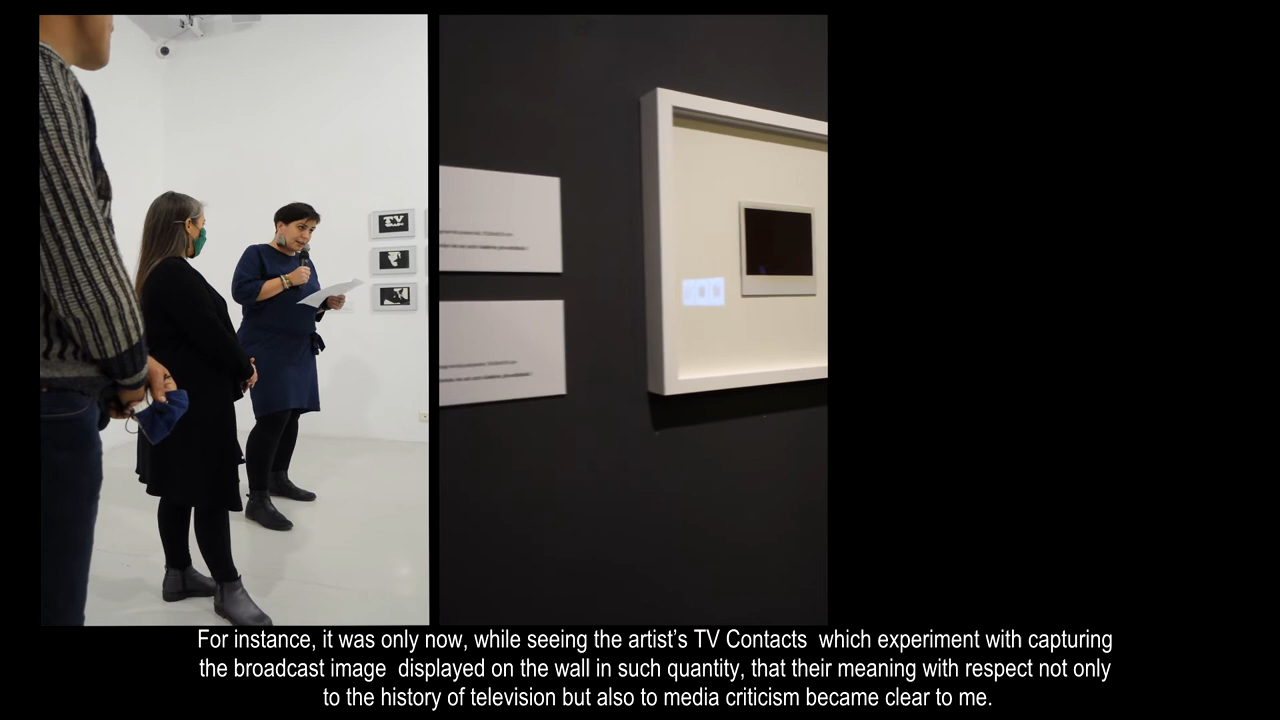 TV
For instance, it was only now, while seeing the artist’s TV Contacts which experiment with capturing
the broadcast image displayed on the wall in such quantity, that their meaning with respect not only
to the history of television but also to media criticism became clear to me.